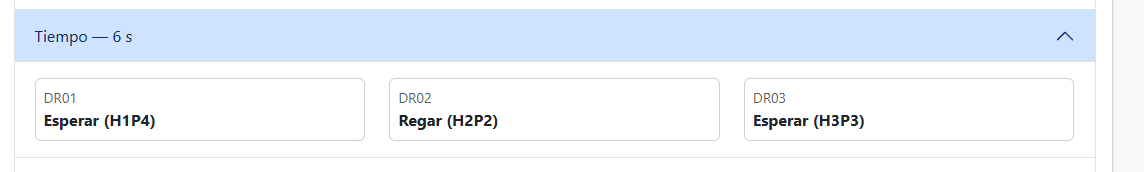 Tiempo — 6 s
DR01
Esperar (H1P4)
DR02
Regar (H2P2)
DR03
Esperar (H3P3)